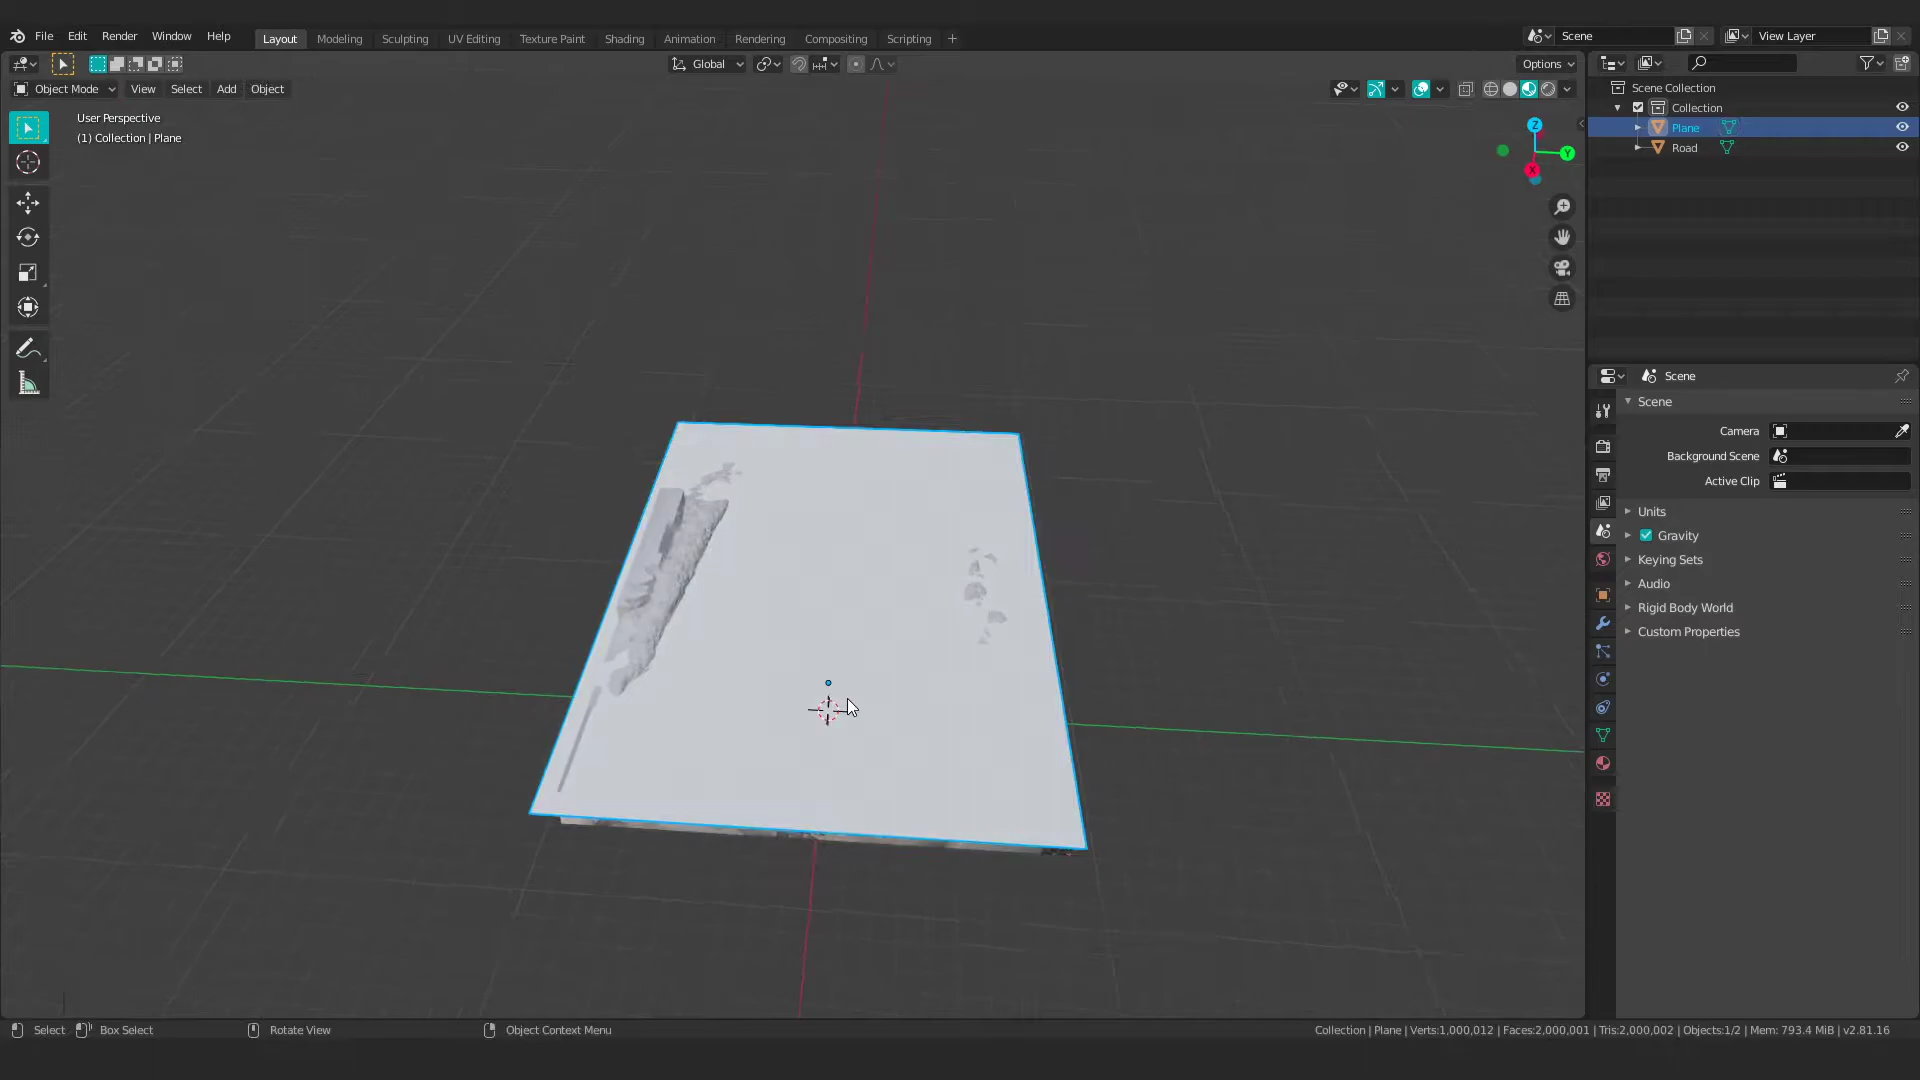 File Edit Render Window Help
Layout Modeling Sculpting UV Editing Texture Paint Shading Animation Rendering Compositing Scripting +
Scene
View Layer
Global
Options
Object Mode View Select Add Object
User Perspective
(1) Collection | Plane
Z
Y
X
Scene Collection
Collection
Plane
Road
Scene
Scene
Camera
Background Scene
Active Clip
Units
Gravity
Keying Sets
Audio
Rigid Body World
Custom Properties
Select Box Select Rotate View Object Context Menu
Collection | Plane | Verts:1,000,012 | Faces:2,000,001 | Tris:2,000,002 | Objects:1/2 | Mem: 793.4 MiB | v2.81.16